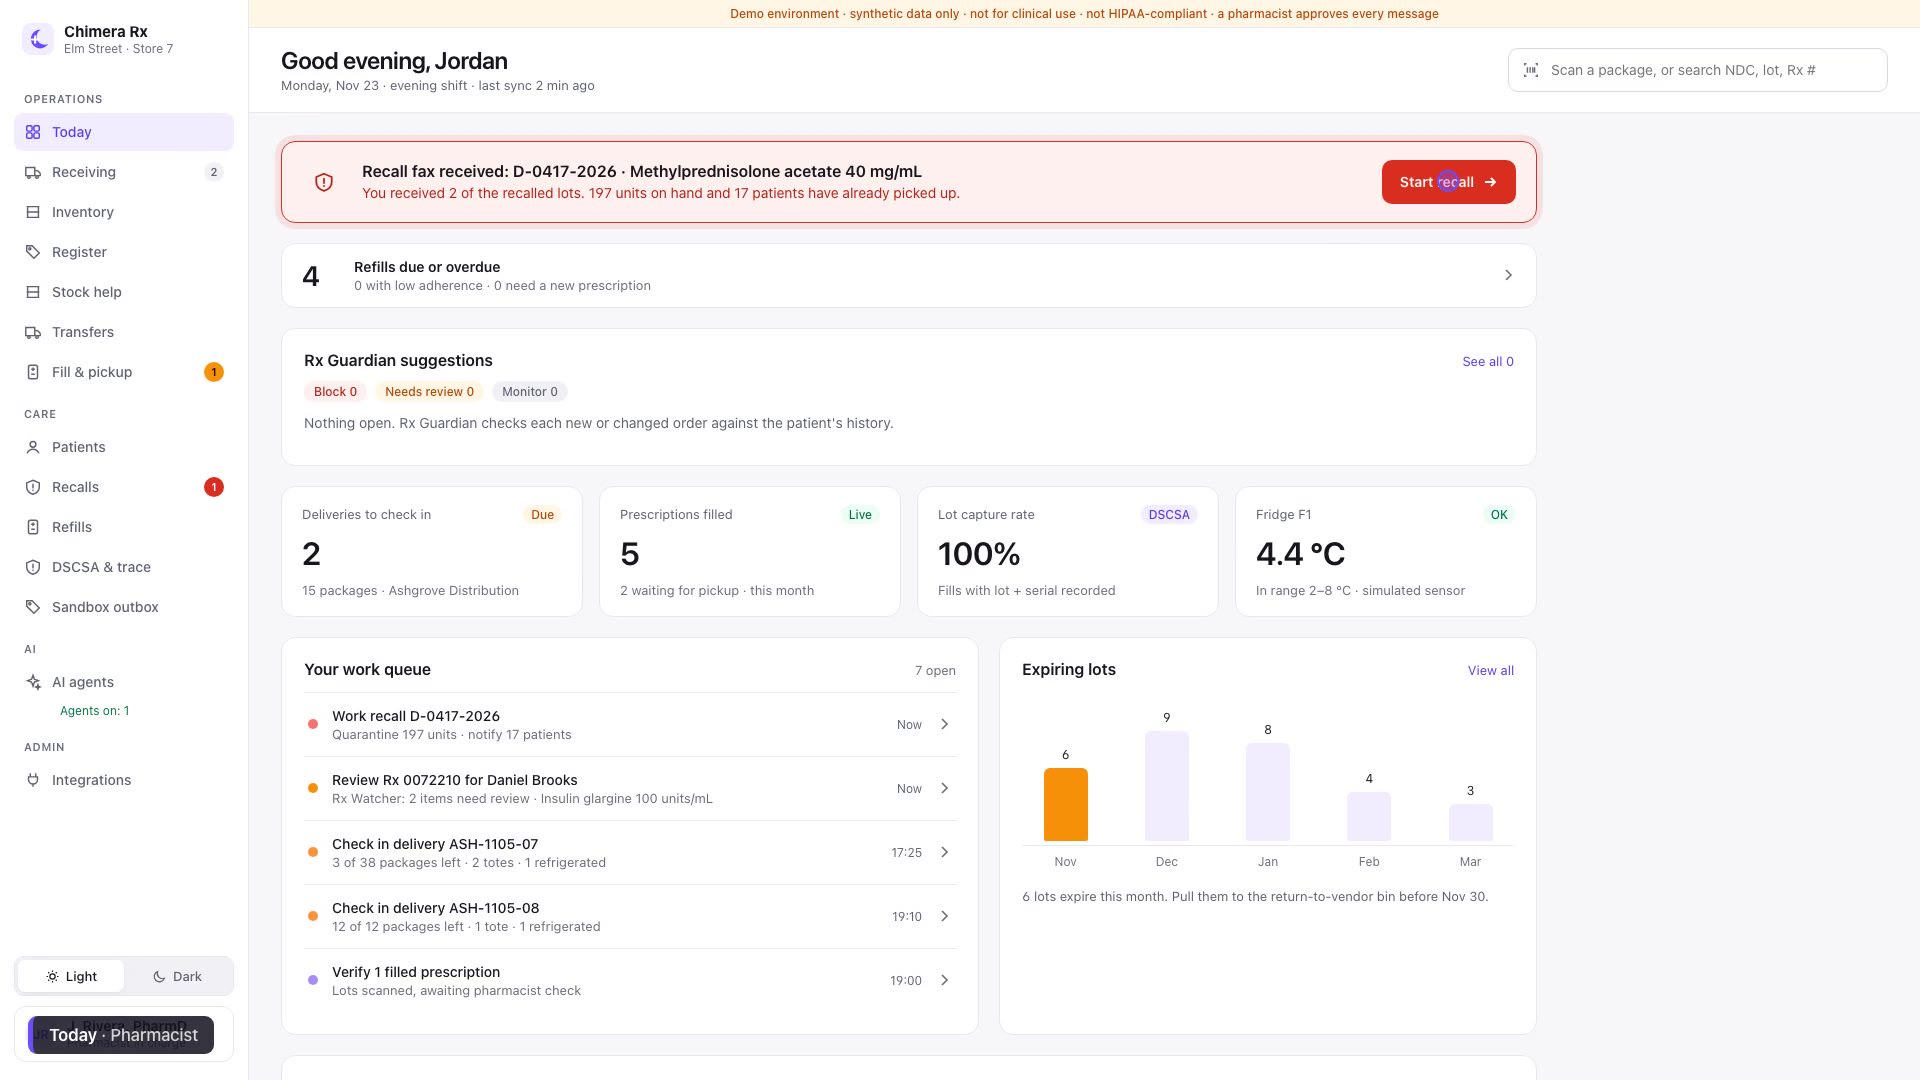 Demo environment · synthetic data only · not for clinical use · not HIPAA-compliant · a pharmacist approves every message
Chimera Rx
Elm Street · Store 7
OPERATIONS
Today
Receiving 2
Inventory
Register
Stock help
Transfers
Fill & pickup 1
CARE
Patients
Recalls 1
Refills
DSCSA & trace
Sandbox outbox
AI
AI agents
Agents on: 1
ADMIN
Integrations
Light Dark
J. Rivera, PharmD
Today · Pharmacist
Good evening, Jordan
Monday, Nov 23 · evening shift · last sync 2 min ago
Scan a package, or search NDC, lot, Rx #
Recall fax received: D-0417-2026 · Methylprednisolone acetate 40 mg/mL
You received 2 of the recalled lots. 197 units on hand and 17 patients have already picked up.
Start recall →
4
Refills due or overdue
0 with low adherence · 0 need a new prescription
Rx Guardian suggestions
See all 0
Block 0 Needs review 0 Monitor 0
Nothing open. Rx Guardian checks each new or changed order against the patient's history.
Deliveries to check in Due
2
15 packages · Ashgrove Distribution
Prescriptions filled Live
5
2 waiting for pickup · this month
Lot capture rate DSCSA
100%
Fills with lot + serial recorded
Fridge F1 OK
4.4 °C
In range 2–8 °C · simulated sensor
Your work queue 7 open
Work recall D-0417-2026
Quarantine 197 units · notify 17 patients
Now
Review Rx 0072210 for Daniel Brooks
Rx Watcher: 2 items need review · Insulin glargine 100 units/mL
Now
Check in delivery ASH-1105-07
3 of 38 packages left · 2 totes · 1 refrigerated
17:25
Check in delivery ASH-1105-08
12 of 12 packages left · 1 tote · 1 refrigerated
19:10
Verify 1 filled prescription
Lots scanned, awaiting pharmacist check
19:00
Expiring lots View all
6 9 8 4 3
Nov Dec Jan Feb Mar
6 lots expire this month. Pull them to the return-to-vendor bin before Nov 30.